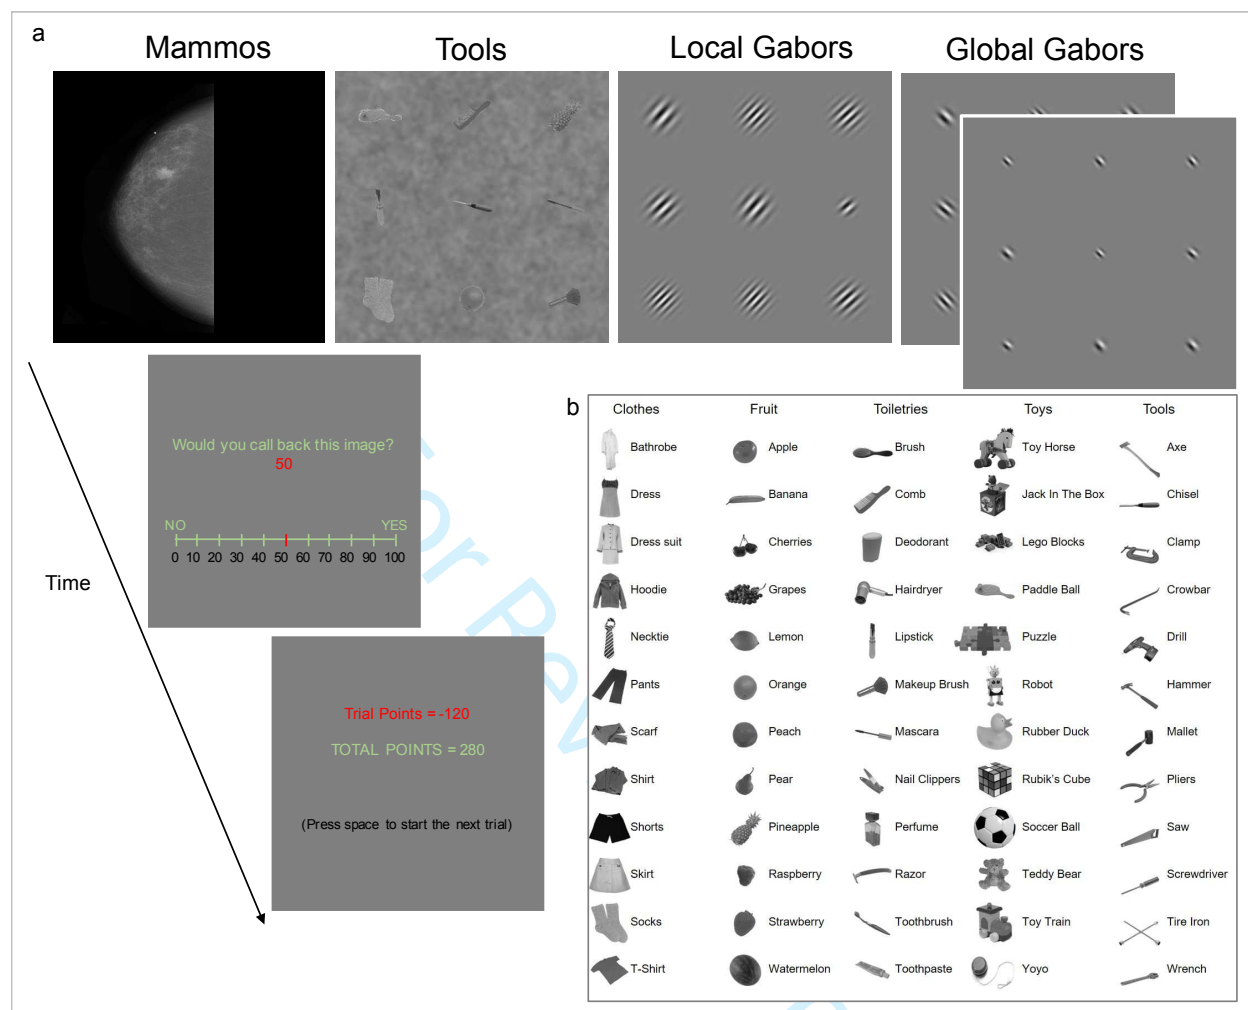 a
Mammos Tools Local Gabors Global Gabors
Would you call back this image?
50
NO YES
0 10 20 30 40 50 60 70 80 90 100
Time
Trial Points = -120
TOTAL POINTS = 280
(Press space to start the next trial)
b
Clothes Fruit Toiletries Toys Tools
Bathrobe Apple Brush Toy Horse Axe
Dress Banana Comb Jack In The Box Chisel
Dress suit Cherries Deodorant Lego Blocks Clamp
Hoodie Grapes Hairdryer Paddle Ball Crowbar
Necktie Lemon Lipstick Puzzle Drill
Pants Orange Makeup Brush Robot Hammer
Scarf Peach Mascara Rubber Duck Mallet
Shirt Pear Nail Clippers Rubik's Cube Pliers
Shorts Pineapple Perfume Soccer Ball Saw
Skirt Raspberry Razor Teddy Bear Screwdriver
Socks Strawberry Toothbrush Toy Train Tire Iron
T-Shirt Watermelon Toothpaste Yoyo Wrench
For Rev